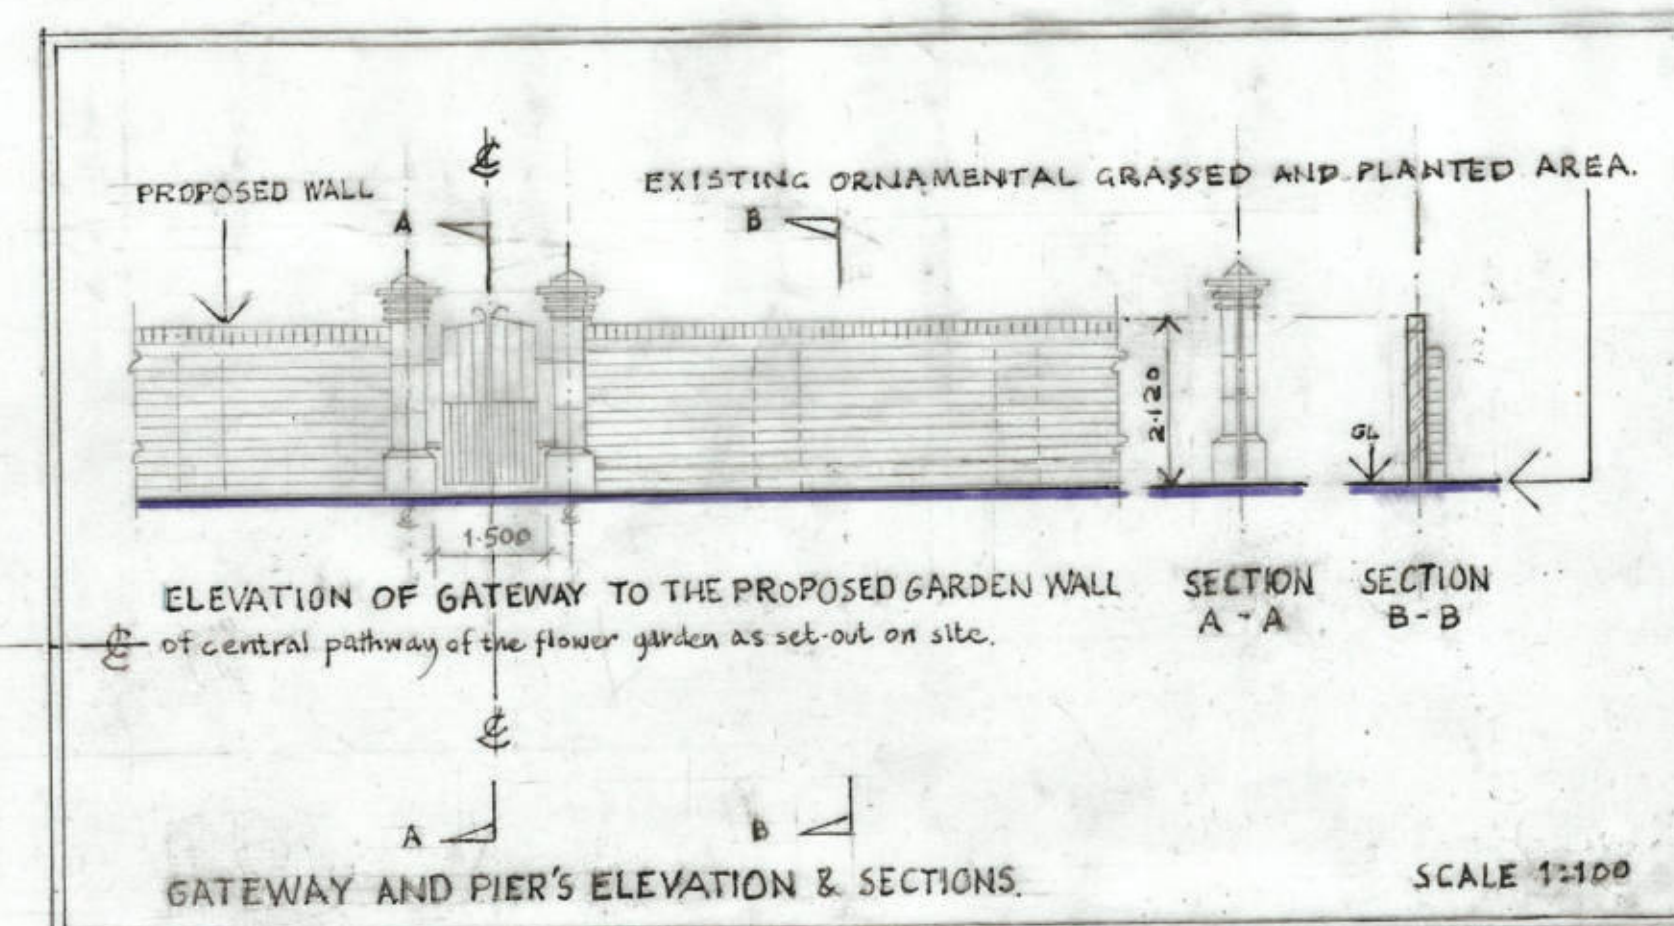 ℄
PROPOSED WALL
EXISTING ORNAMENTAL GRASSED AND PLANTED AREA.
A
B
2·120
GL
℄
℄
1·500
ELEVATION OF GATEWAY TO THE PROPOSED GARDEN WALL
SECTION A-A
SECTION B-B
℄ of central pathway of the flower garden as set-out on site.
℄
A
B
GATEWAY AND PIER'S ELEVATION & SECTIONS.
SCALE 1:100